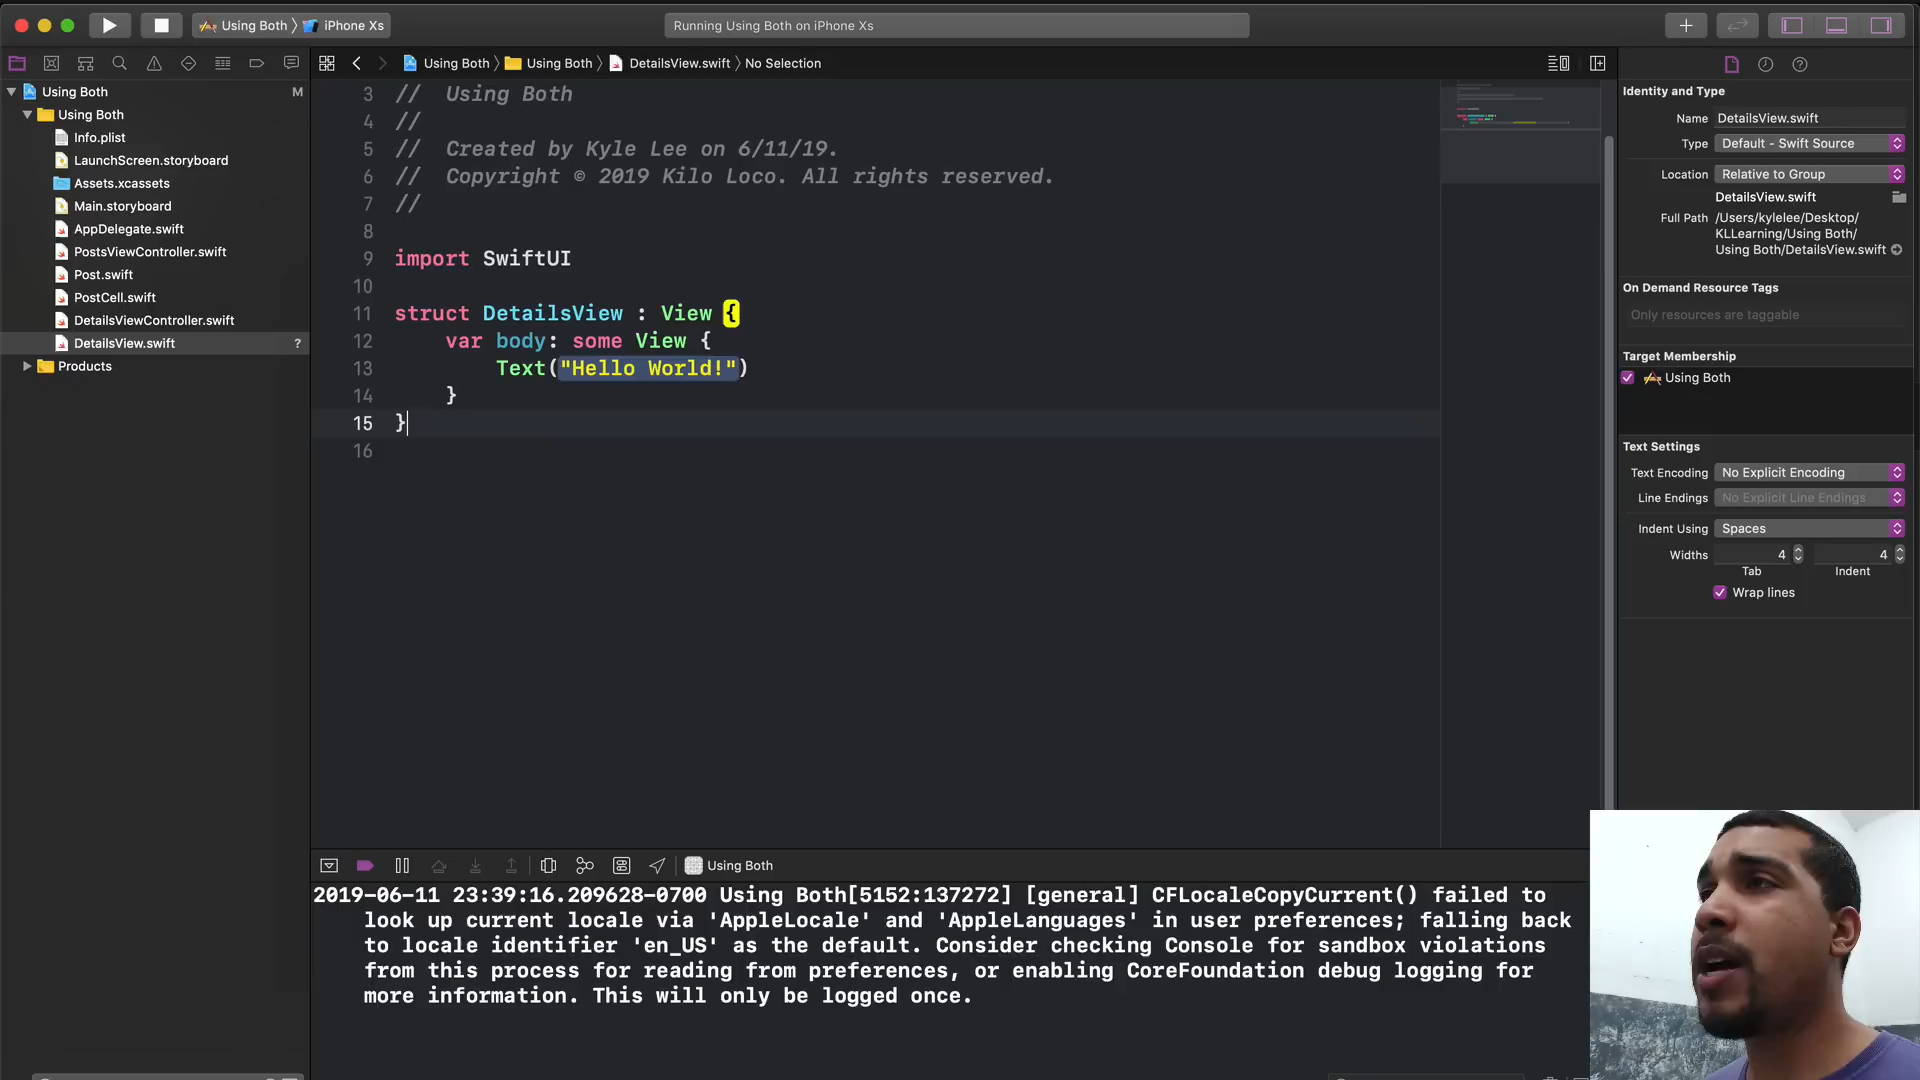 Using Both
iPhone Xs
Running Using Both on iPhone Xs
Using Both
Using Both
DetailsView.swift
No Selection
Using Both
M
Using Both
Info.plist
LaunchScreen.storyboard
Assets.xcassets
Main.storyboard
AppDelegate.swift
PostsViewController.swift
Post.swift
PostCell.swift
DetailsViewController.swift
DetailsView.swift
?
Products
3 // Using Both
4 //
5 // Created by Kyle Lee on 6/11/19.
6 // Copyright © 2019 Kilo Loco. All rights reserved.
7 //
8
9 import SwiftUI
10
11 struct DetailsView : View {
12 var body: some View {
13 Text("Hello World!")
14 }
15 }
16
Identity and Type
Name DetailsView.swift
Type Default - Swift Source
Location Relative to Group
DetailsView.swift
Full Path /Users/kylelee/Desktop/
KLLearning/Using Both/
Using Both/DetailsView.swift
On Demand Resource Tags
Only resources are taggable
Target Membership
Using Both
Text Settings
Text Encoding No Explicit Encoding
Line Endings No Explicit Line Endings
Indent Using Spaces
Widths 4 4
Tab Indent
Wrap lines
Using Both
2019-06-11 23:39:16.209628-0700 Using Both[5152:137272] [general] CFLocaleCopyCurrent() failed to
look up current locale via 'AppleLocale' and 'AppleLanguages' in user preferences; falling back
to locale identifier 'en_US' as the default. Consider checking Console for sandbox violations
from this process for reading from preferences, or enabling CoreFoundation debug logging for
more information. This will only be logged once.